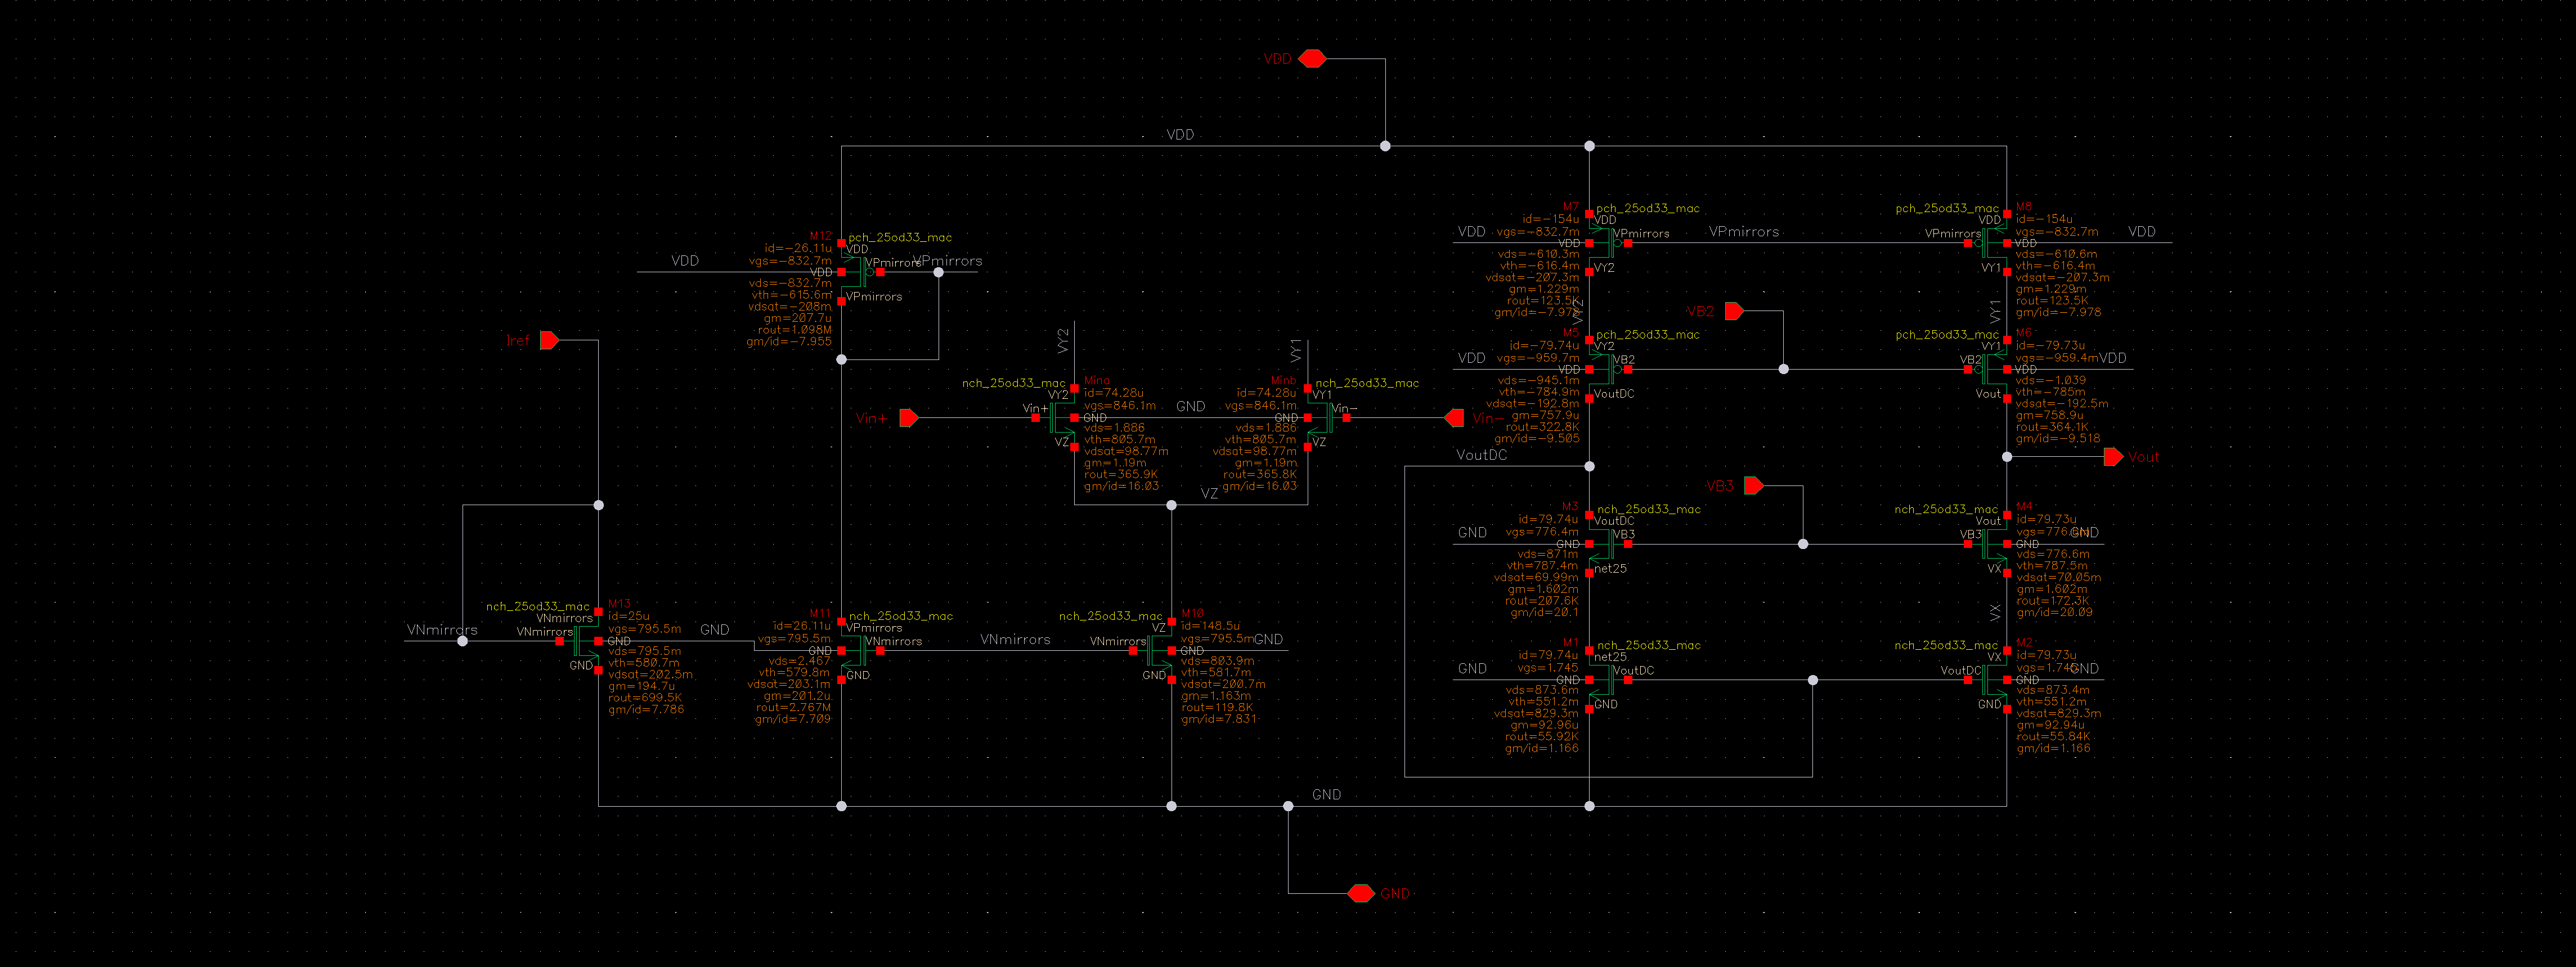 VDD
VDD
M12
pch_25od33_mac
id=-26.11u
VDD
vgs=-832.7m
VDD
VDD
VPmirrors
VPmirrors
vds=-832.7m
vth=-615.6m
VPmirrors
vdsat=-208m
gm=207.7u
rout=1.098M
gm/id=-7.955
M7
pch_25od33_mac
id=-154u
VDD
vgs=-832.7m
VDD
VDD
VPmirrors
VPmirrors
vds=-610.3m
vth=-616.4m
VY2
vdsat=-207.3m
gm=1.229m
rout=123.5K
gm/id=-7.978
VY2
M8
pch_25od33_mac
id=-154u
VDD
vgs=-832.7m
VPmirrors
VDD
VDD
vds=-610.6m
vth=-616.4m
VY1
vdsat=-207.3m
gm=1.229m
rout=123.5K
gm/id=-7.978
VY1
VB2
M5
pch_25od33_mac
id=-79.74u
VY2
vgs=-959.7m
VDD
VDD
VB2
vds=-945.1m
vth=-784.9m
VoutDC
vdsat=-192.8m
gm=757.9u
rout=322.8K
gm/id=-9.505
M6
pch_25od33_mac
id=-79.73u
VY1
vgs=-959.4m
VDD
VB2
VDD
vds=-1.039
vth=-785m
Vout
vdsat=-192.5m
gm=758.9u
rout=364.1K
gm/id=-9.518
Iref
VY2
VY1
Mina
nch_25od33_mac
id=74.28u
VY2
vgs=846.1m
Vin+
Vin+
GND
GND
vds=1.886
vth=805.7m
VZ
vdsat=98.77m
gm=1.19m
rout=365.9K
gm/id=16.03
Minb
nch_25od33_mac
id=74.28u
VY1
vgs=846.1m
GND
Vin-
Vin-
vds=1.886
vth=805.7m
VZ
vdsat=98.77m
gm=1.19m
rout=365.8K
gm/id=16.03
VZ
VoutDC
Vout
VB3
M3
nch_25od33_mac
id=79.74u
VoutDC
vgs=776.4m
GND
GND
VB3
vds=871m
vth=787.4m
net25
vdsat=69.99m
gm=1.602m
rout=207.6K
gm/id=20.1
M4
nch_25od33_mac
id=79.73u
Vout
vgs=776.6m
GND
VB3
GND
vds=1.039
vth=787.5m
VX
vdsat=70.05m
gm=1.602m
rout=172.3K
gm/id=20.09
VX
M13
nch_25od33_mac
id=25u
VNmirrors
vgs=795.5m
VNmirrors
VNmirrors
GND
GND
vds=795.5m
vth=580.7m
GND
vdsat=202.5m
gm=194.7u
rout=699.5K
gm/id=7.786
M11
nch_25od33_mac
id=26.11u
VPmirrors
vgs=795.5m
GND
VNmirrors
VNmirrors
vds=2.467
vth=579.8m
GND
vdsat=203.1m
gm=201.2u
rout=2.767M
gm/id=7.709
M10
nch_25od33_mac
id=148.5u
VZ
vgs=795.5m
GND
VNmirrors
GND
vds=803.9m
vth=581.7m
GND
vdsat=200.7m
gm=1.163m
rout=119.8K
gm/id=7.831
M1
nch_25od33_mac
id=79.74u
net25
vgs=1.745
GND
GND
VoutDC
vds=873.6m
vth=551.2m
GND
vdsat=829.3m
gm=92.96u
rout=55.92K
gm/id=1.166
M2
nch_25od33_mac
id=79.73u
VX
vgs=1.745
GND
VoutDC
GND
vds=873.4m
vth=551.2m
GND
vdsat=829.3m
gm=92.94u
rout=55.84K
gm/id=1.166
GND
GND